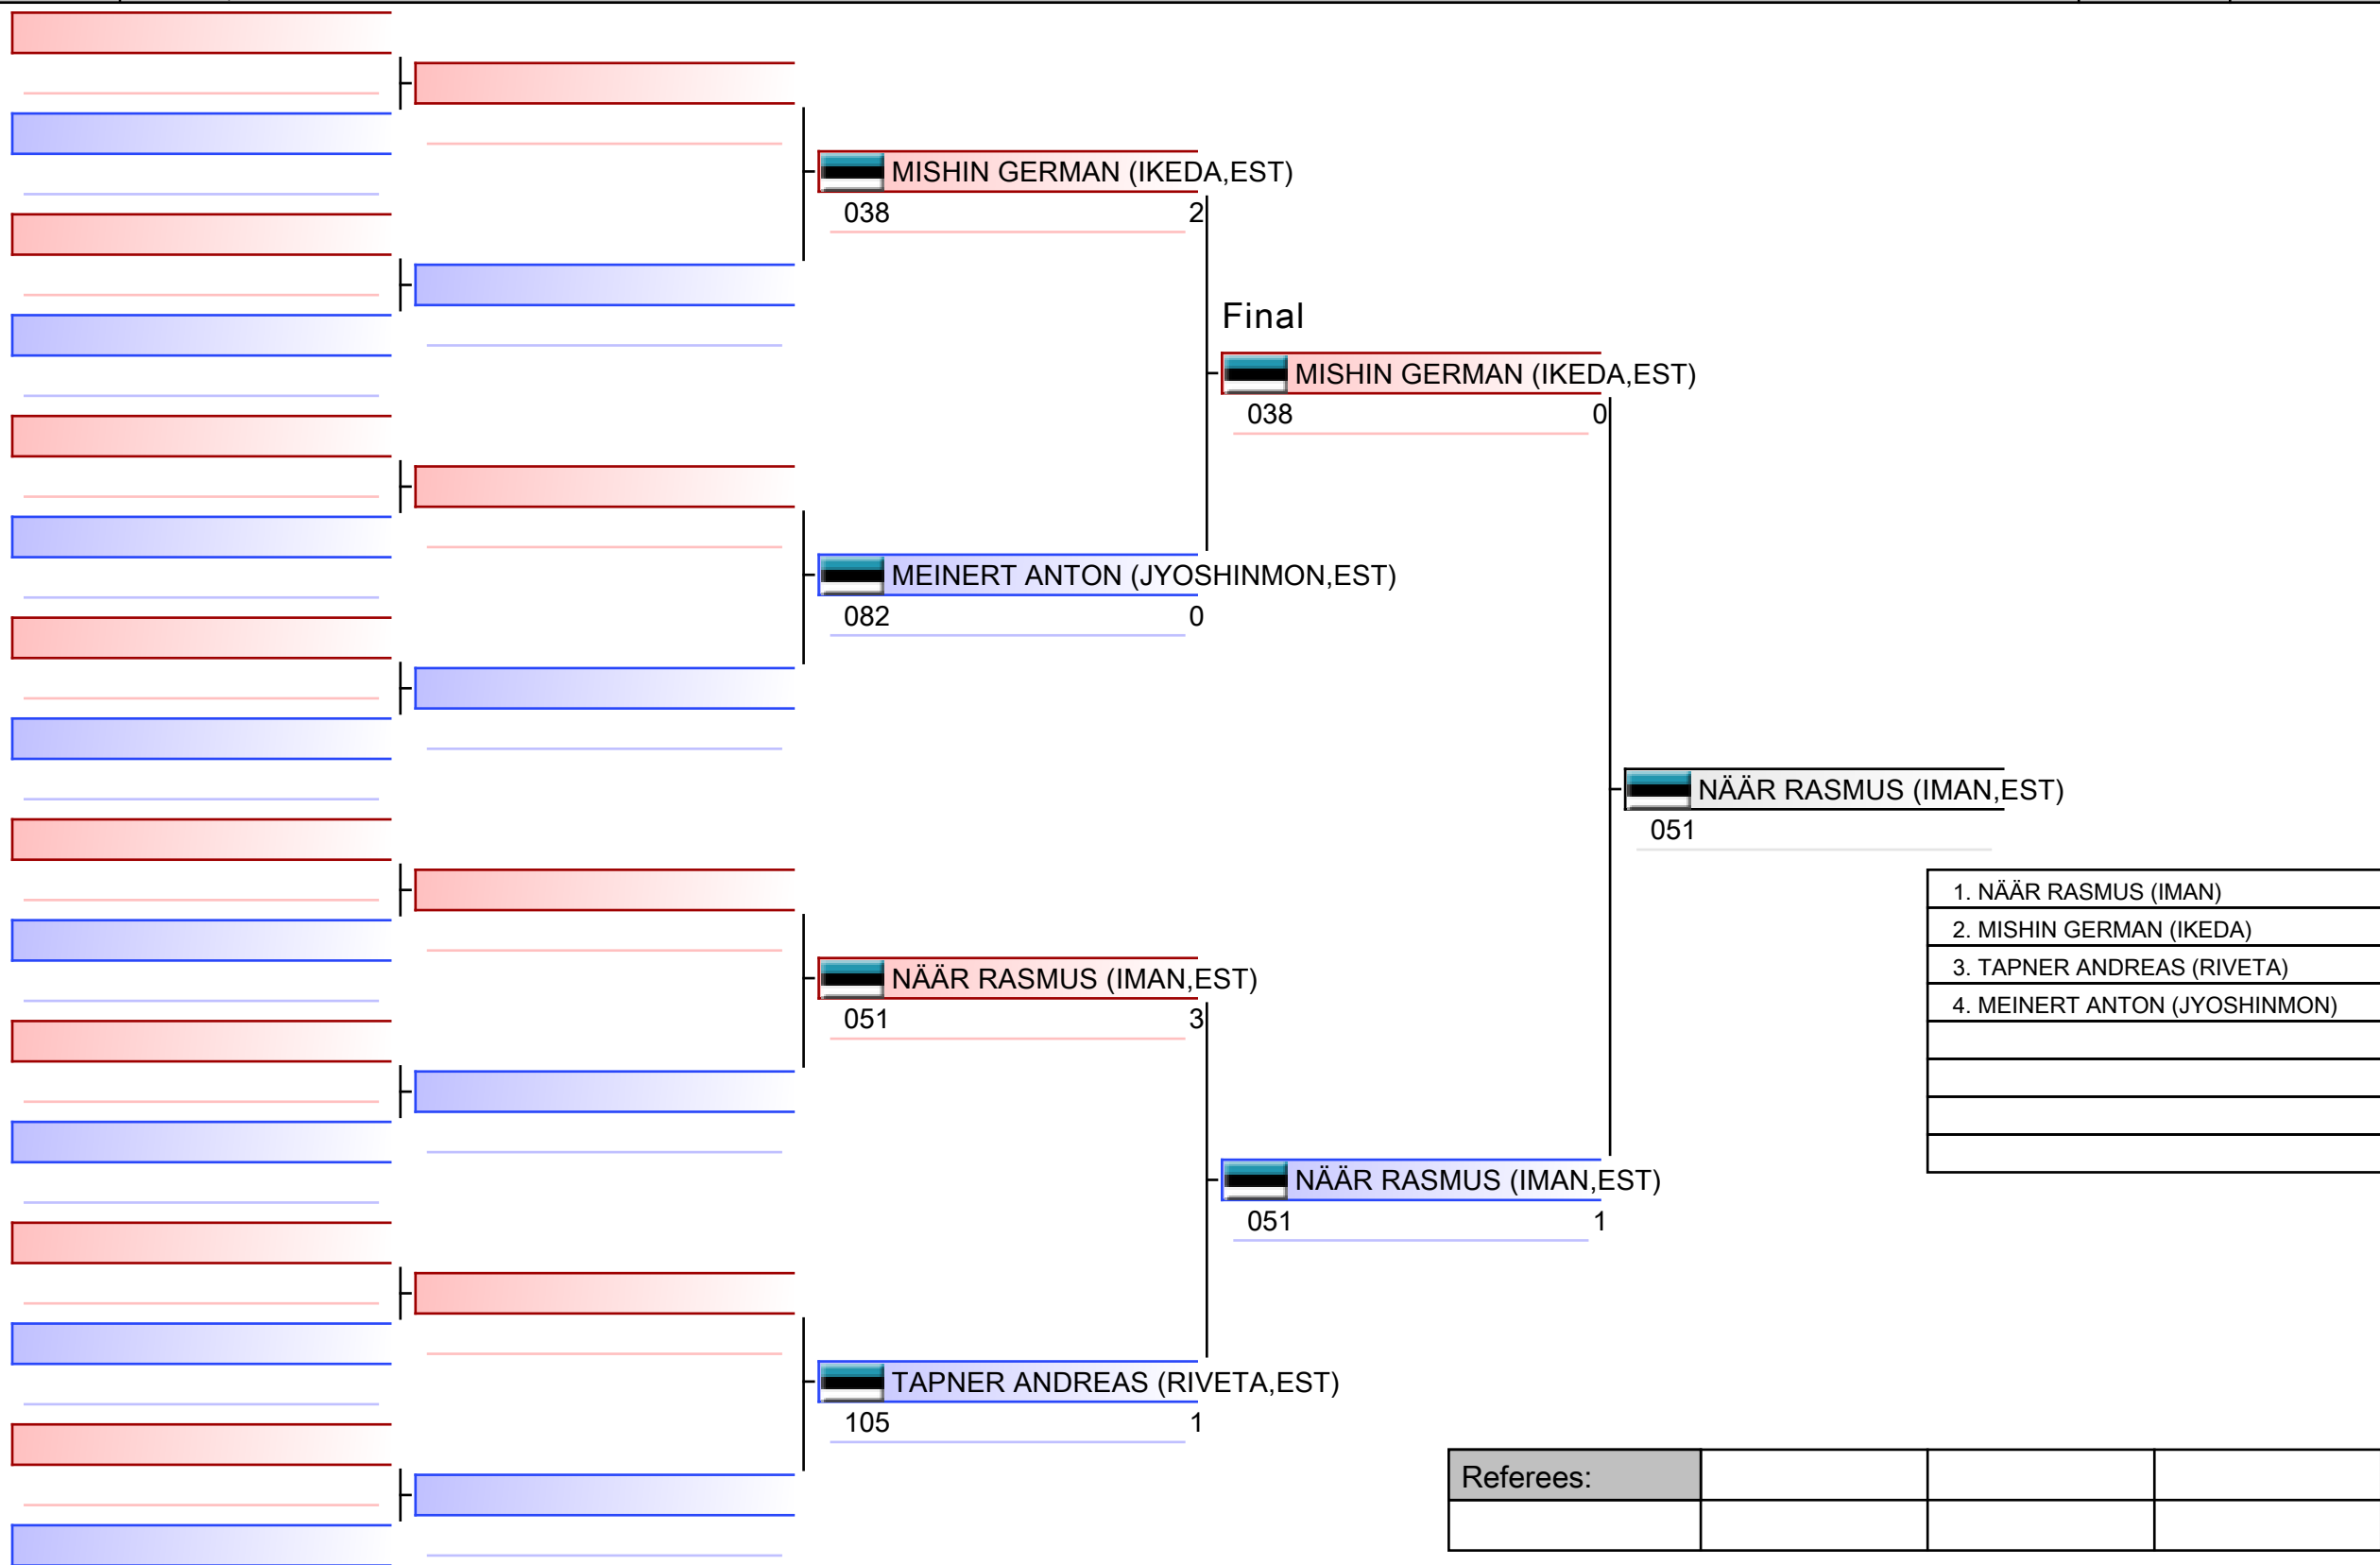 MISHIN GERMAN (IKEDA,EST)
038 2
Final
MISHIN GERMAN (IKEDA,EST)
038 0
MEINERT ANTON (JYOSHINMON,EST)
082 0
NÄÄR RASMUS (IMAN,EST)
051
1. NÄÄR RASMUS (IMAN)
2. MISHIN GERMAN (IKEDA)
3. TAPNER ANDREAS (RIVETA)
4. MEINERT ANTON (JYOSHINMON)
NÄÄR RASMUS (IMAN,EST)
051 3
NÄÄR RASMUS (IMAN,EST)
051 1
TAPNER ANDREAS (RIVETA,EST)
105 1
Referees: